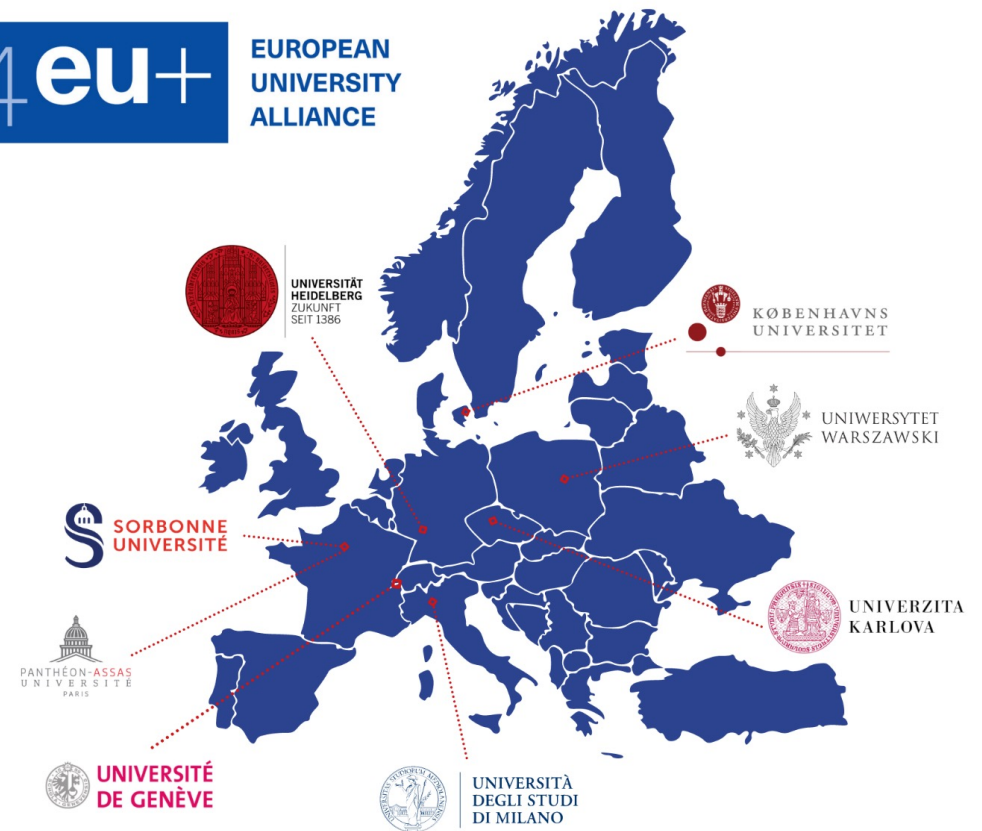 4eu+
EUROPEAN
UNIVERSITY
ALLIANCE
UNIVERSITÄT
HEIDELBERG
ZUKUNFT
SEIT 1386
KØBENHAVNS
UNIVERSITET
UNIWERSYTET
WARSZAWSKI
SORBONNE
UNIVERSITÉ
UNIVERZITA
KARLOVA
PANTHÉON-ASSAS
UNIVERSITÉ
PARIS
UNIVERSITÉ
DE GENÈVE
UNIVERSITÀ
DEGLI STUDI
DI MILANO